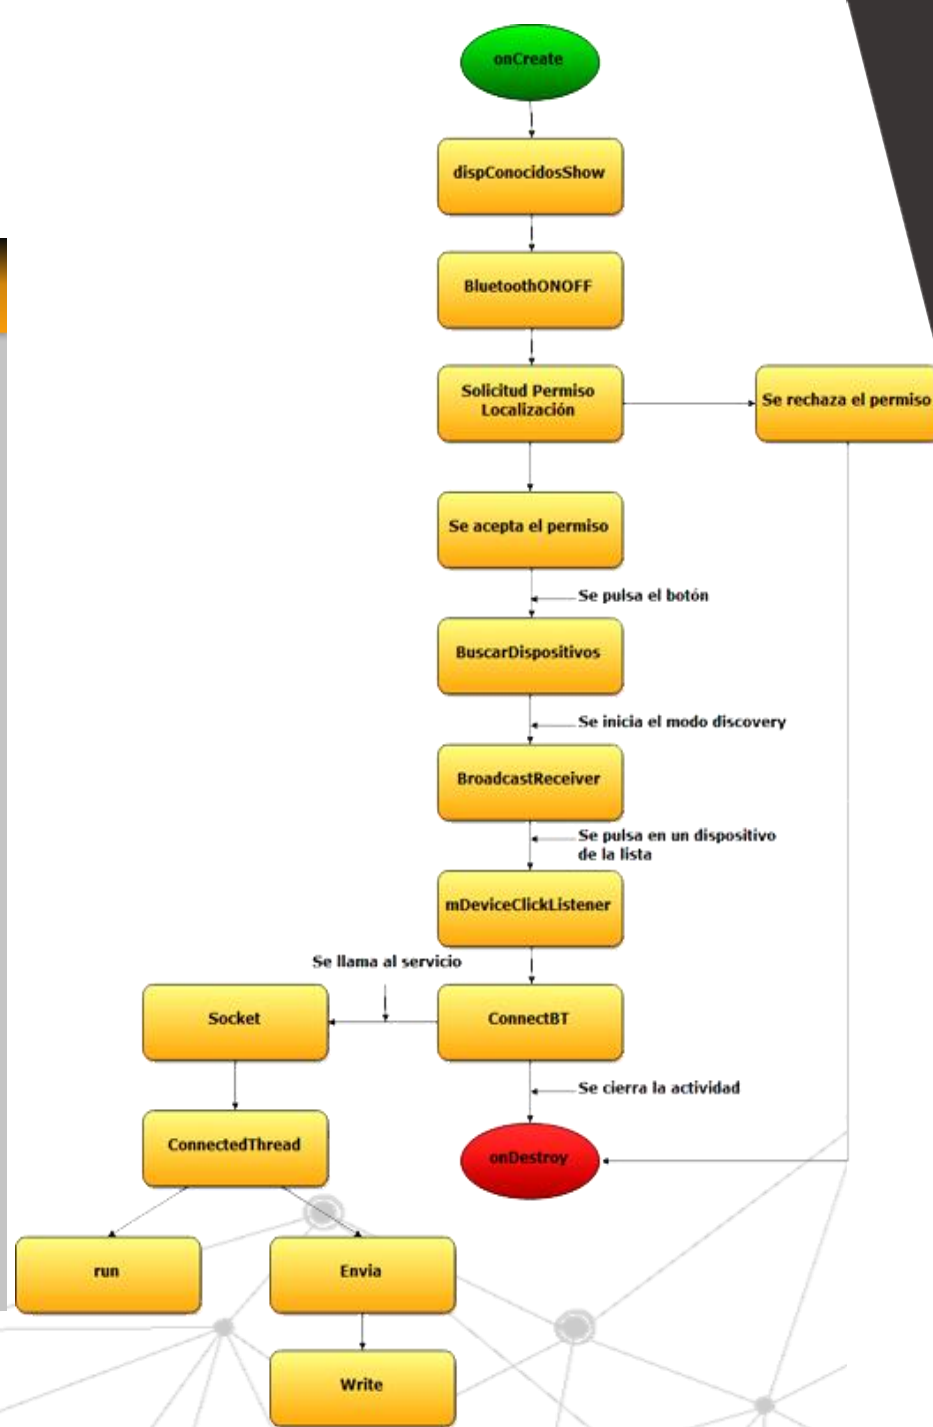 onCreate
dispConocidosShow
BluetoothONOFF
Solicitud Permiso
Localización
Se rechaza el permiso
Se acepta el permiso
Se pulsa el botón
BuscarDispositivos
Se inicia el modo discovery
BroadcastReceiver
Se pulsa en un dispositivo
de la lista
mDeviceClickListener
Se llama al servicio
Socket
ConnectBT
Se cierra la actividad
ConnectedThread
onDestroy
run
Envia
Write